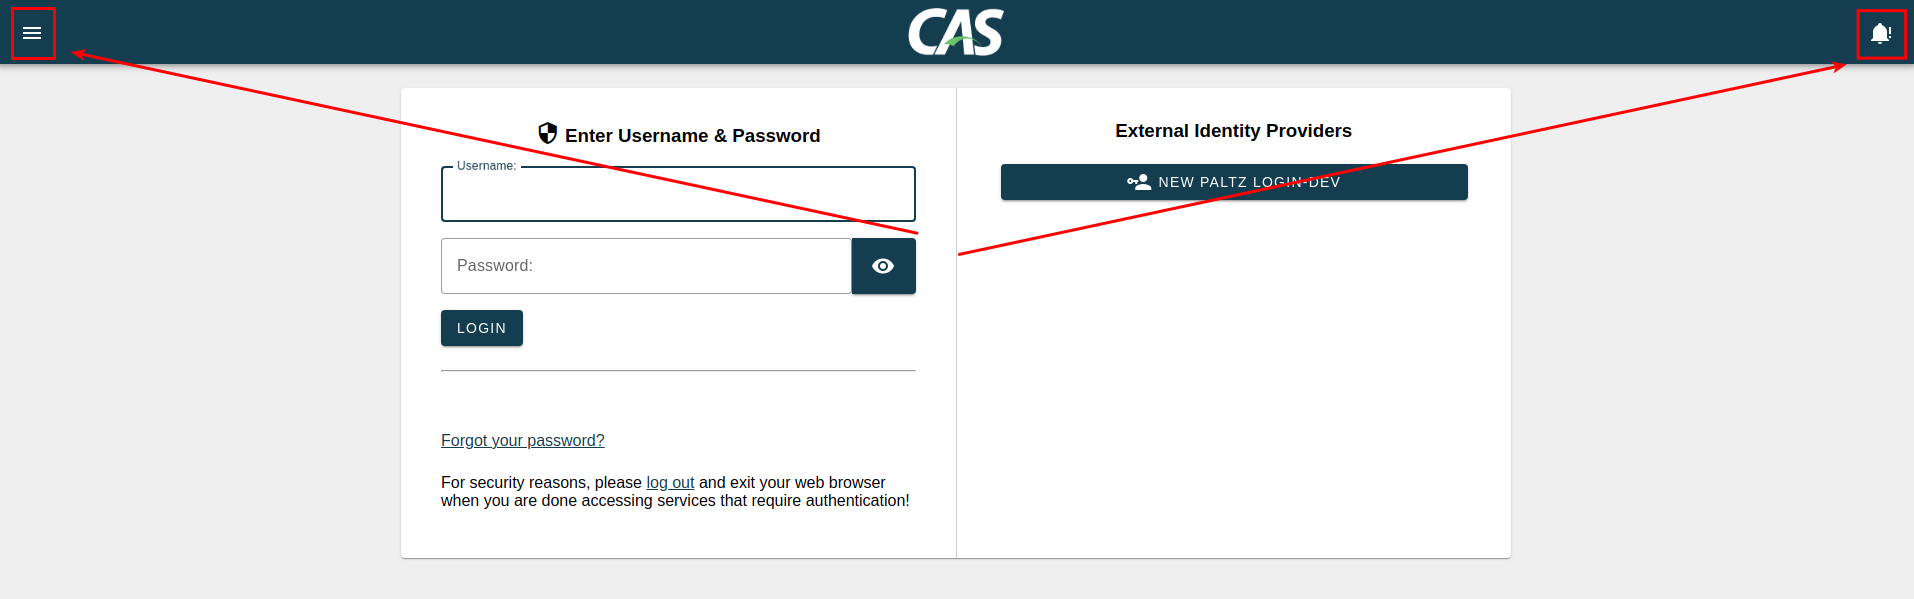 CAS
Enter Username & Password
Username:
Password:
LOGIN
Forgot your password?
For security reasons, please log out and exit your web browser
when you are done accessing services that require authentication!
External Identity Providers
NEW PALTZ LOGIN-DEV